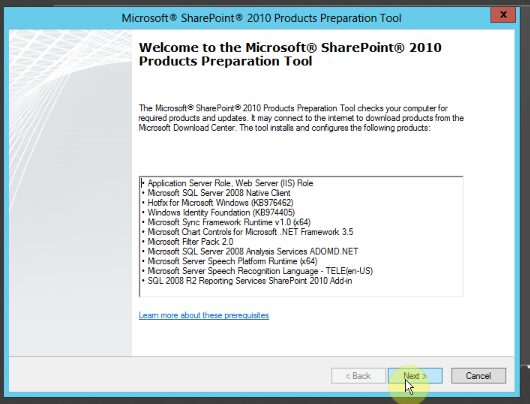 Microsoft® SharePoint® 2010 Products Preparation Tool
x
Welcome to the Microsoft® SharePoint® 2010
Products Preparation Tool
The Microsoft® SharePoint® 2010 Products Preparation Tool checks your computer for
required products and updates. It may connect to the internet to download products from the
Microsoft Download Center. The tool installs and configures the following products:
• Application Server Role, Web Server (IIS) Role
• Microsoft SQL Server 2008 Native Client
• Hotfix for Microsoft Windows (KB976462)
• Windows Identity Foundation (KB974405)
• Microsoft Sync Framework Runtime v1.0 (x64)
• Microsoft Chart Controls for Microsoft .NET Framework 3.5
• Microsoft Filter Pack 2.0
• Microsoft SQL Server 2008 Analysis Services ADOMD.NET
• Microsoft Server Speech Platform Runtime (x64)
• Microsoft Server Speech Recognition Language - TELE(en-US)
• SQL 2008 R2 Reporting Services SharePoint 2010 Add-in
Learn more about these prerequisites
< Back
Next >
Cancel